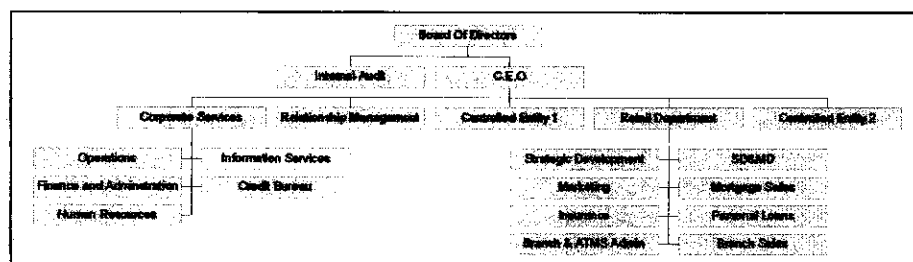 Board Of Directors
Internal Audit C.E.O.
Corporate Services Relationship Management Controlled Entity 1 Retail Department Controlled Entity 2
Operations Information Services Strategic Development SD&MD
Finance and Administration Credit Bureau Marketing Mortgage Sales
Human Resources Insurance Personal Loans
Branch & ATMS Admin Branch Sales